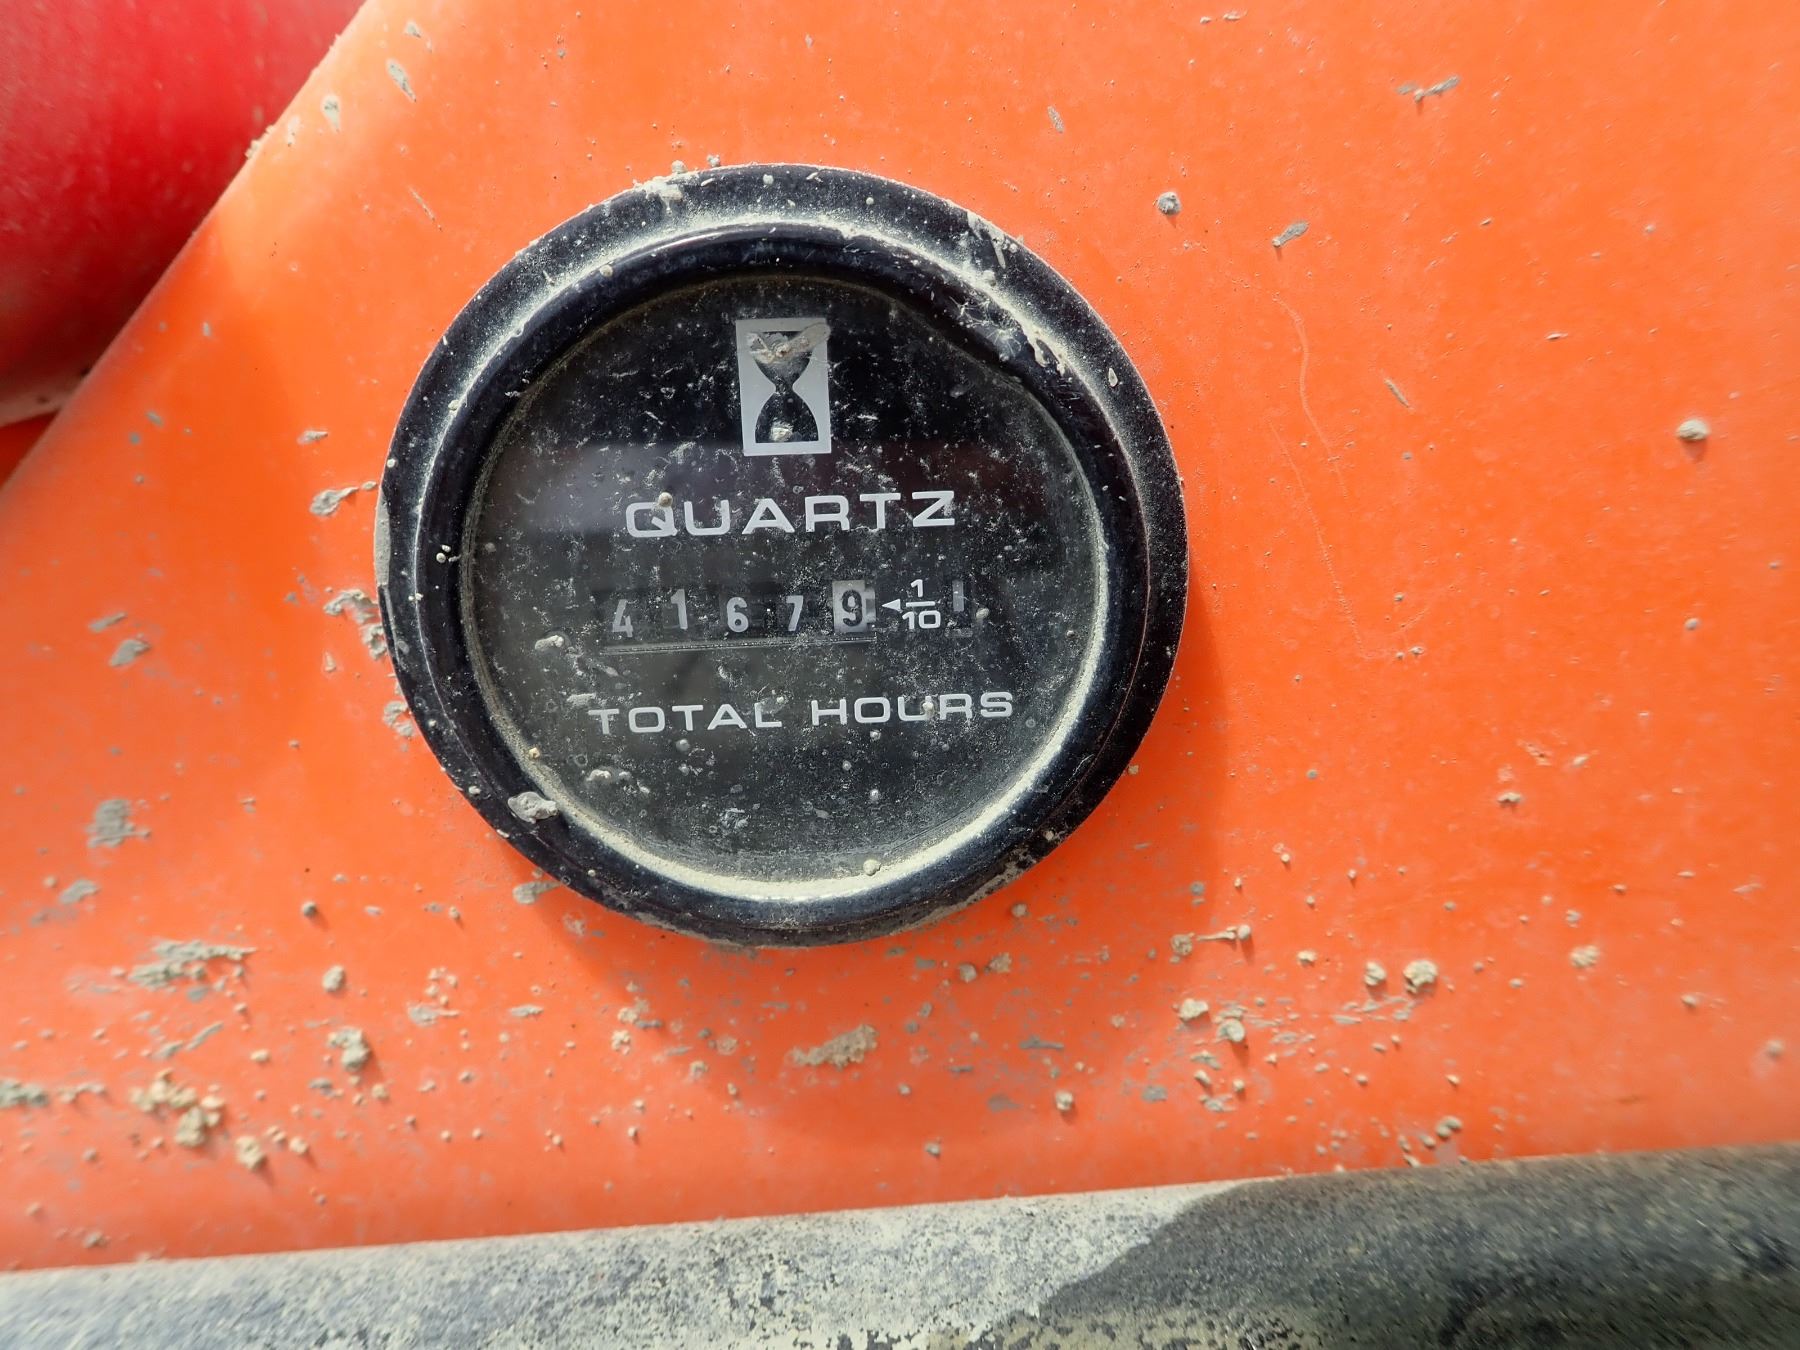 QUARTZ
41679 ◄ 1/10
TOTAL HOURS